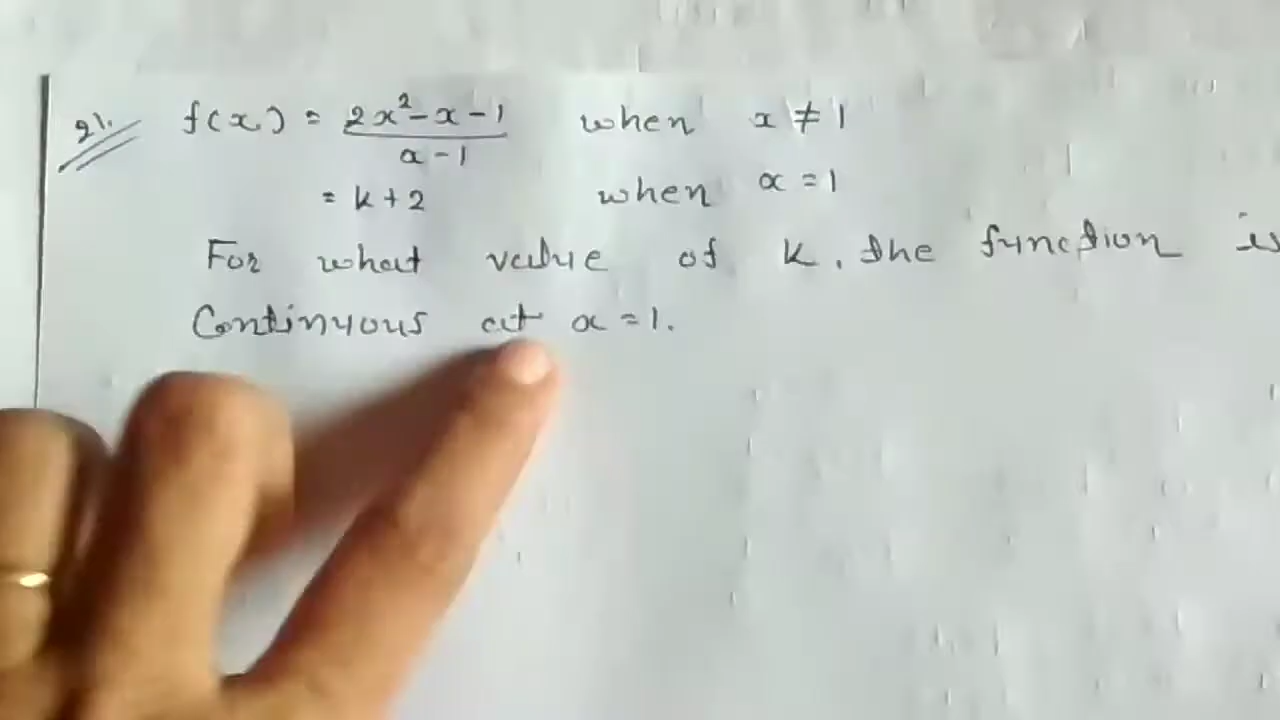 21. f(x) = 2x²-x-1 / x-1 when x ≠ 1
= k+2 when x = 1
For what value of k, the function is
Continuous at x = 1.